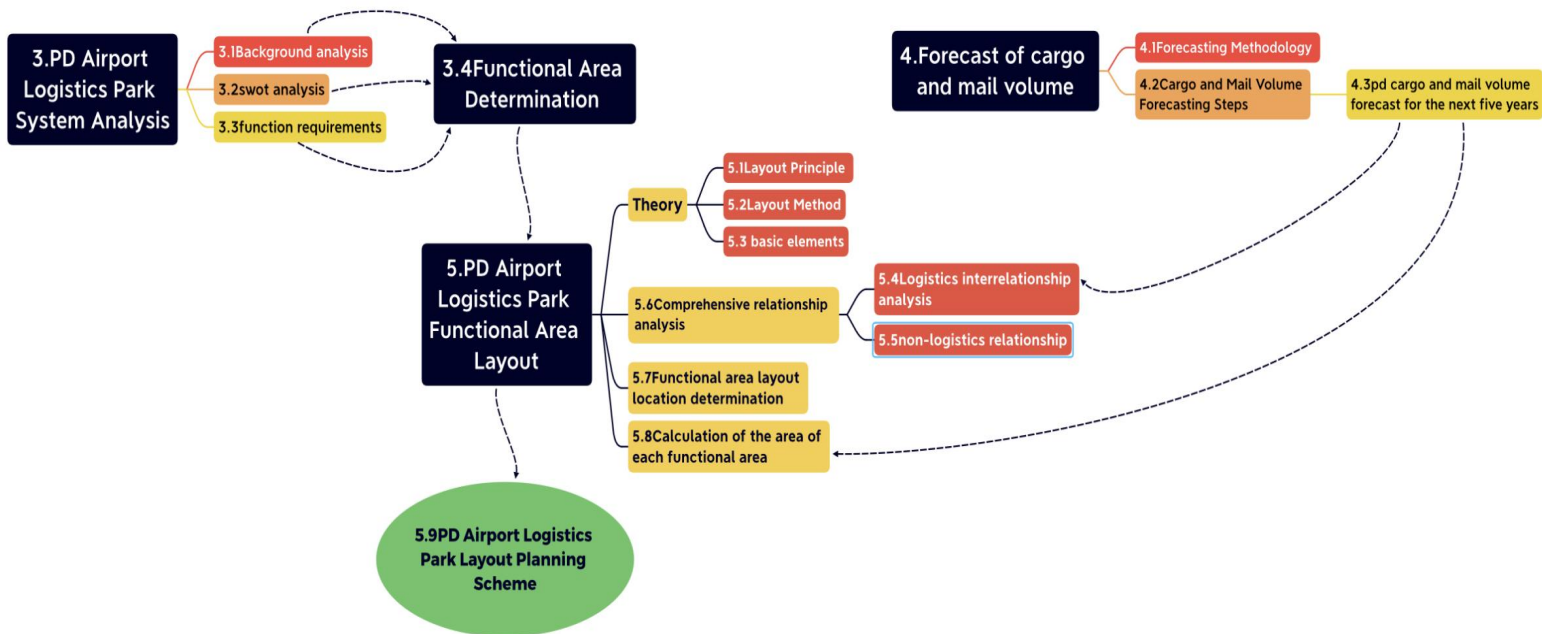 3.PD Airport
Logistics Park
System Analysis
3.1Background analysis
3.2swot analysis
3.3function requirements
3.4Functional Area
Determination
4.Forecast of cargo
and mail volume
4.1Forecasting Methodology
4.2Cargo and Mail Volume
Forecasting Steps
4.3pd cargo and mail volume
forecast for the next five years
5.PD Airport
Logistics Park
Functional Area
Layout
Theory
5.1Layout Principle
5.2Layout Method
5.3 basic elements
5.6Comprehensive relationship
analysis
5.4Logistics interrelationship
analysis
5.5non-logistics relationship
5.7Functional area layout
location determination
5.8Calculation of the area of
each functional area
5.9PD Airport Logistics
Park Layout Planning
Scheme